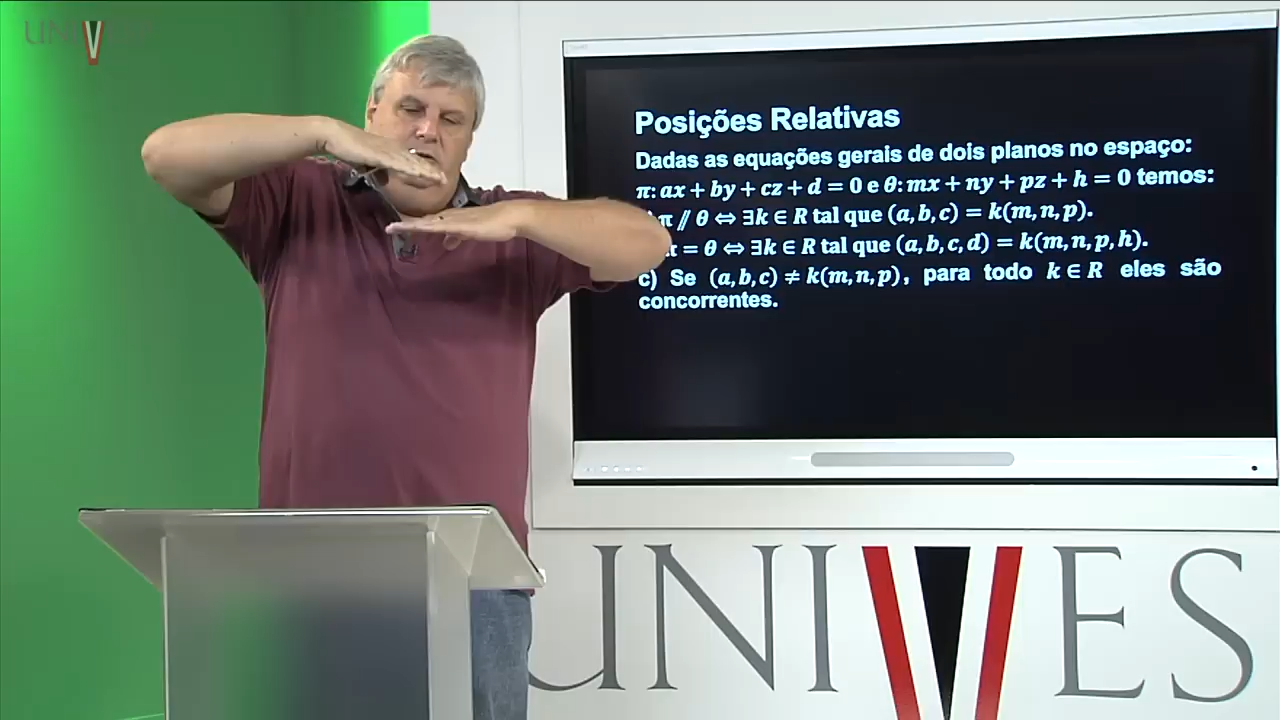 UNIVESP
Posições Relativas
Dadas as equações gerais de dois planos no espaço:
π: ax + by + cz + d = 0 e θ: mx + ny + pz + h = 0 temos:
π ∥ θ ⇔ ∃k ∈ R tal que (a, b, c) = k(m, n, p).
= θ ⇔ ∃k ∈ R tal que (a, b, c, d) = k(m, n, p, h).
c) Se (a, b, c) ≠ k(m, n, p), para todo k ∈ R eles são
concorrentes.
UNIVES